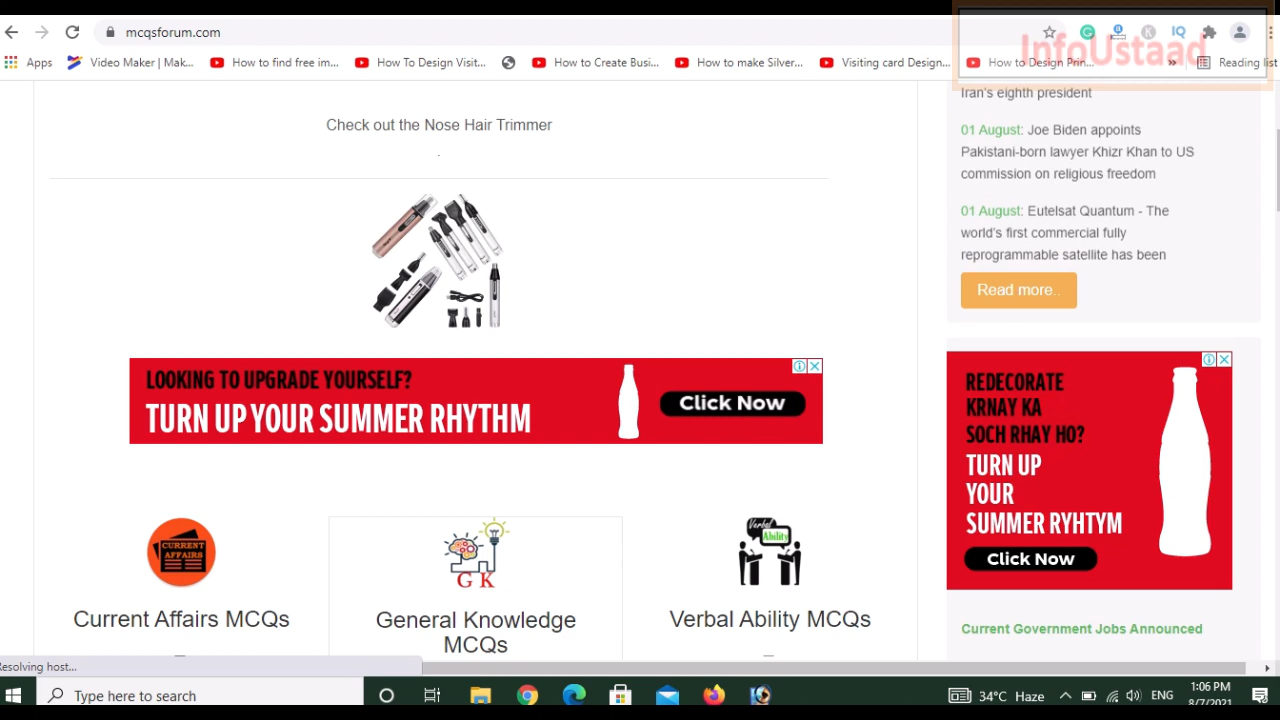 mcqsforum.com
InfoUstaad
Apps
Video Maker | Mak...
How to find free im...
How To Design Visit...
How to Create Busi...
How to make Silver...
Visiting card Design...
How to Design Prin...
»
Reading list
Check out the Nose Hair Trimmer
.
LOOKING TO UPGRADE YOURSELF?
TURN UP YOUR SUMMER RHYTHM
Click Now
CURRENT
AFFAIRS
Current Affairs MCQs
G K
General Knowledge
MCQs
Verbal
Ability
Verbal Ability MCQs
Iran's eighth president
01 August: Joe Biden appoints
Pakistani-born lawyer Khizr Khan to US
commission on religious freedom
01 August: Eutelsat Quantum - The
world's first commercial fully
reprogrammable satellite has been
Read more..
REDECORATE
KRNAY KA
SOCH RHAY HO?
TURN UP
YOUR
SUMMER RYHTYM
Click Now
Current Government Jobs Announced
Resolving host...
Type here to search
34°C Haze
ENG
1:06 PM
8/7/2021